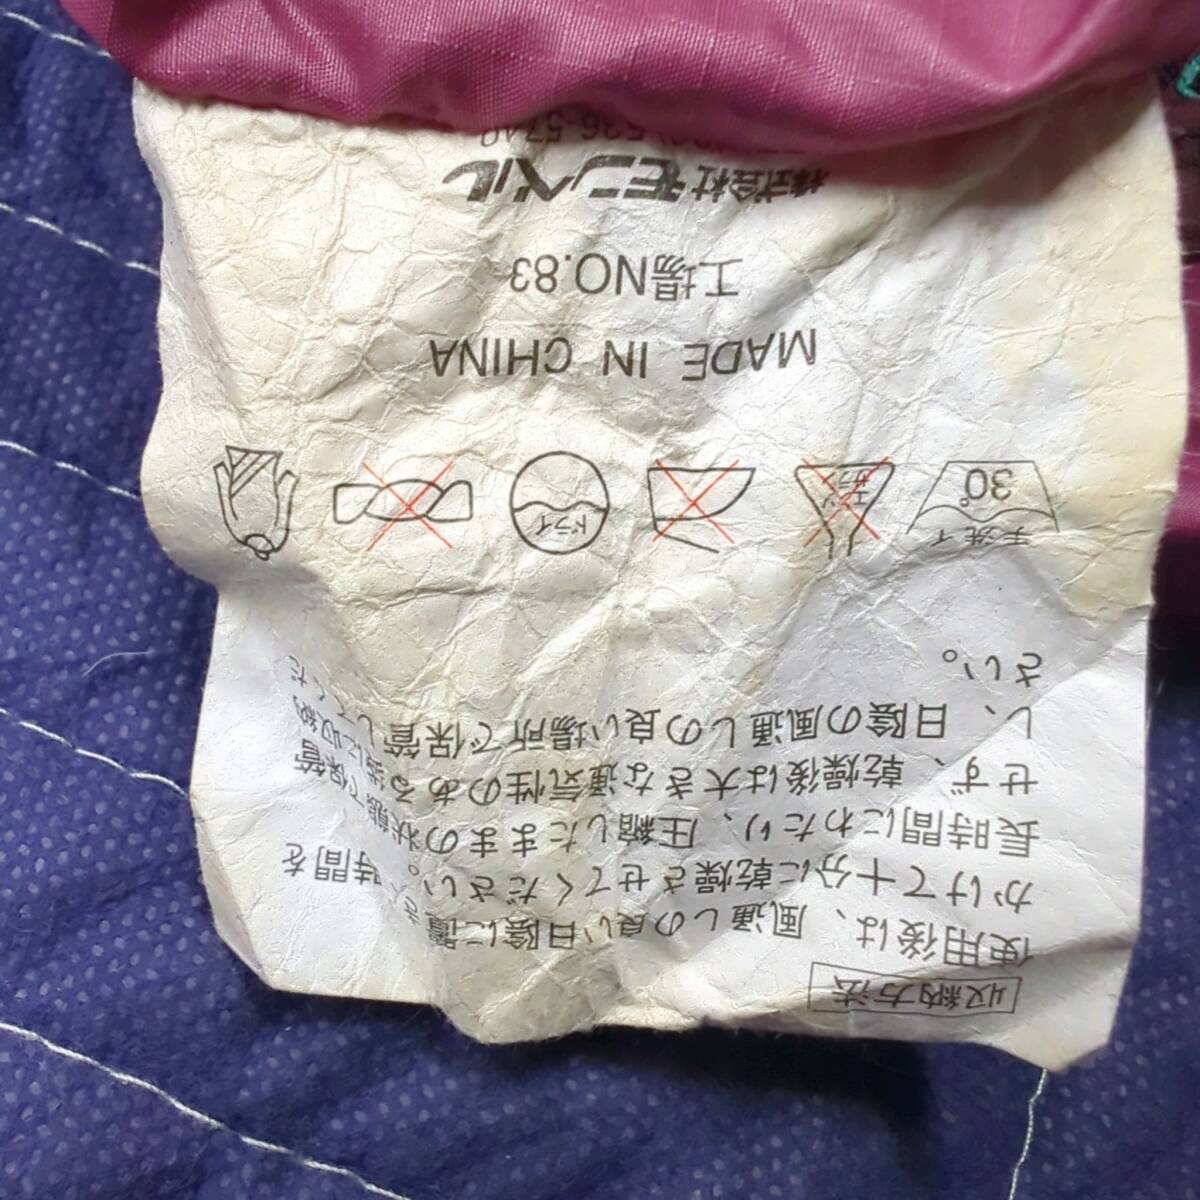 収納方法
使用後は、風通しの良い日陰に置き、時間を
かけて十分に乾燥させてください。
長時間にわたり、圧縮したままの状態で保管
せず、乾燥後は大きな通気性のある袋に収納
し、日陰の風通しの良い場所で保管してくだ
さい。
手洗イ 30° エンソ ドライ
MADE IN CHINA
工場NO.83
株式会社モンベル
536-5740